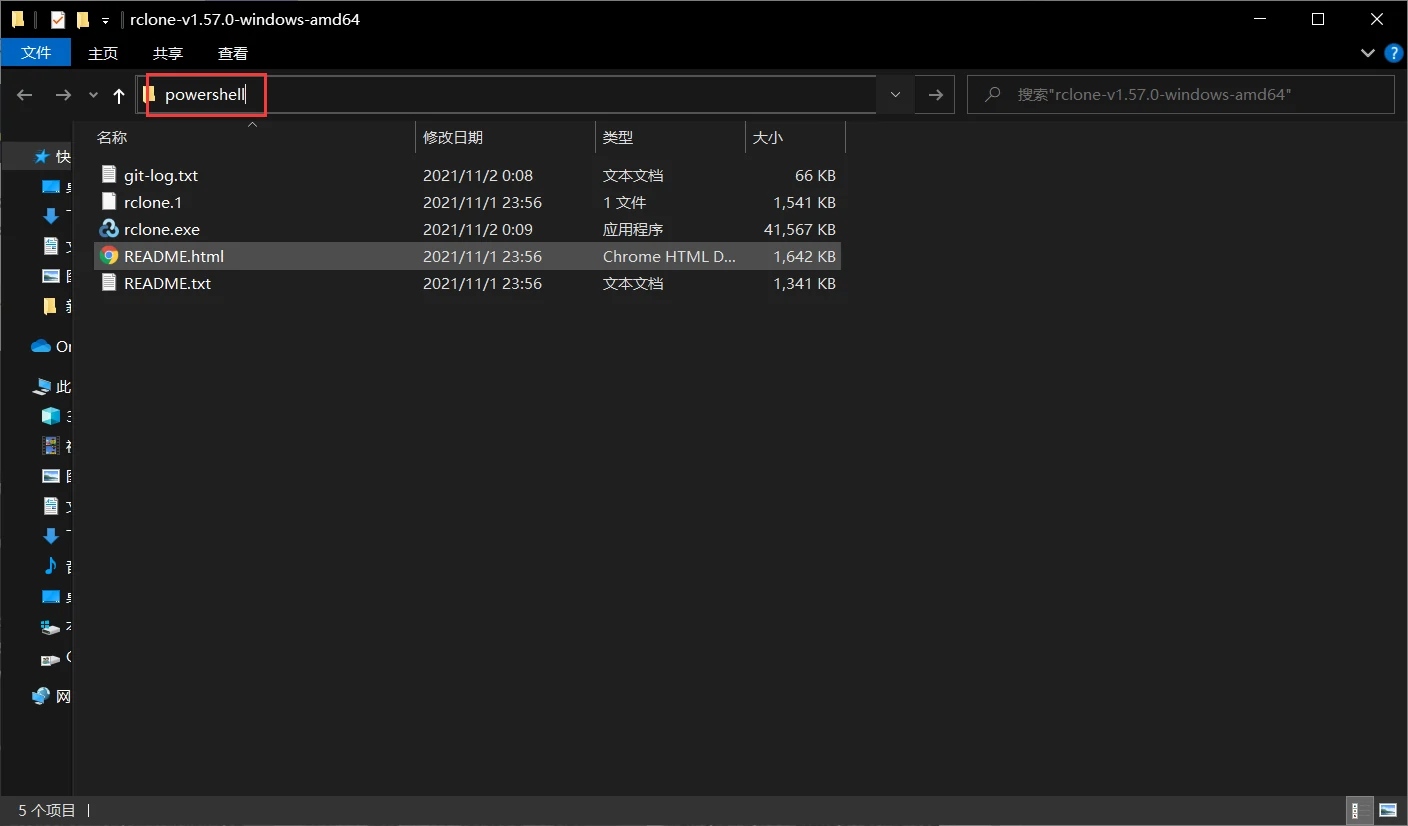 rclone-v1.57.0-windows-amd64
文件 主页 共享 查看
powershell
搜索"rclone-v1.57.0-windows-amd64"
名称 修改日期 类型 大小
git-log.txt 2021/11/2 0:08 文本文档 66 KB
rclone.1 2021/11/1 23:56 1 文件 1,541 KB
rclone.exe 2021/11/2 0:09 应用程序 41,567 KB
README.html 2021/11/1 23:56 Chrome HTML D... 1,642 KB
README.txt 2021/11/1 23:56 文本文档 1,341 KB
快
此
网
5 个项目